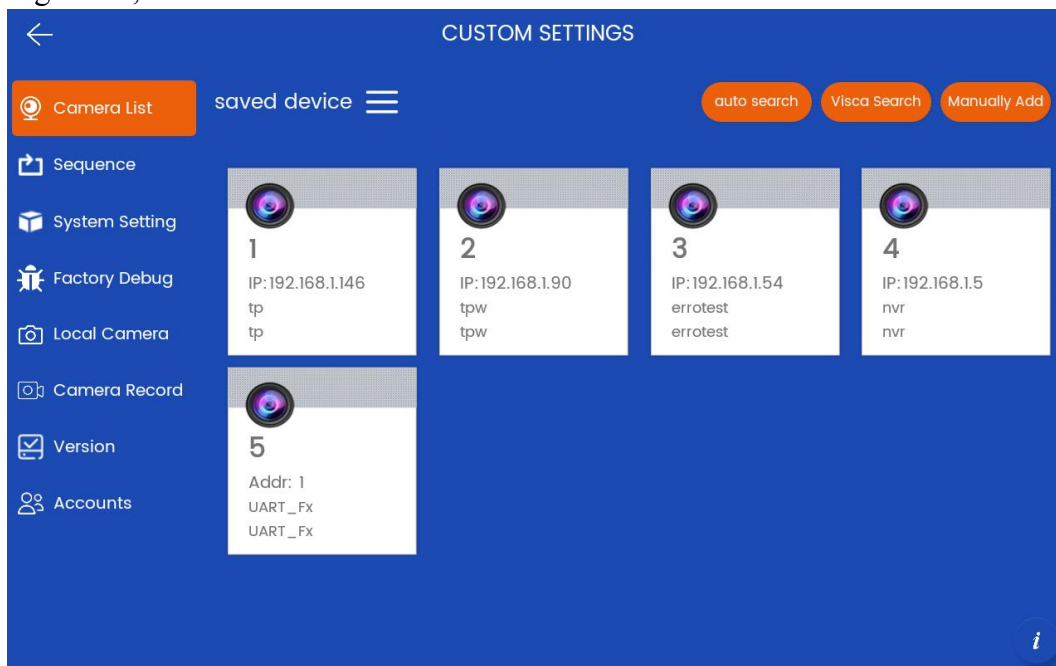 CUSTOM SETTINGS
Camera List
Sequence
System Setting
Factory Debug
Local Camera
Camera Record
Version
Accounts
saved device
auto search
Visca Search
Manually Add
1
IP:192.168.1.146
tp
tp
2
IP:192.168.1.90
tpw
tpw
3
IP:192.168.1.54
errotest
errotest
4
IP:192.168.1.5
nvr
nvr
5
Addr: 1
UART_Fx
UART_Fx
i